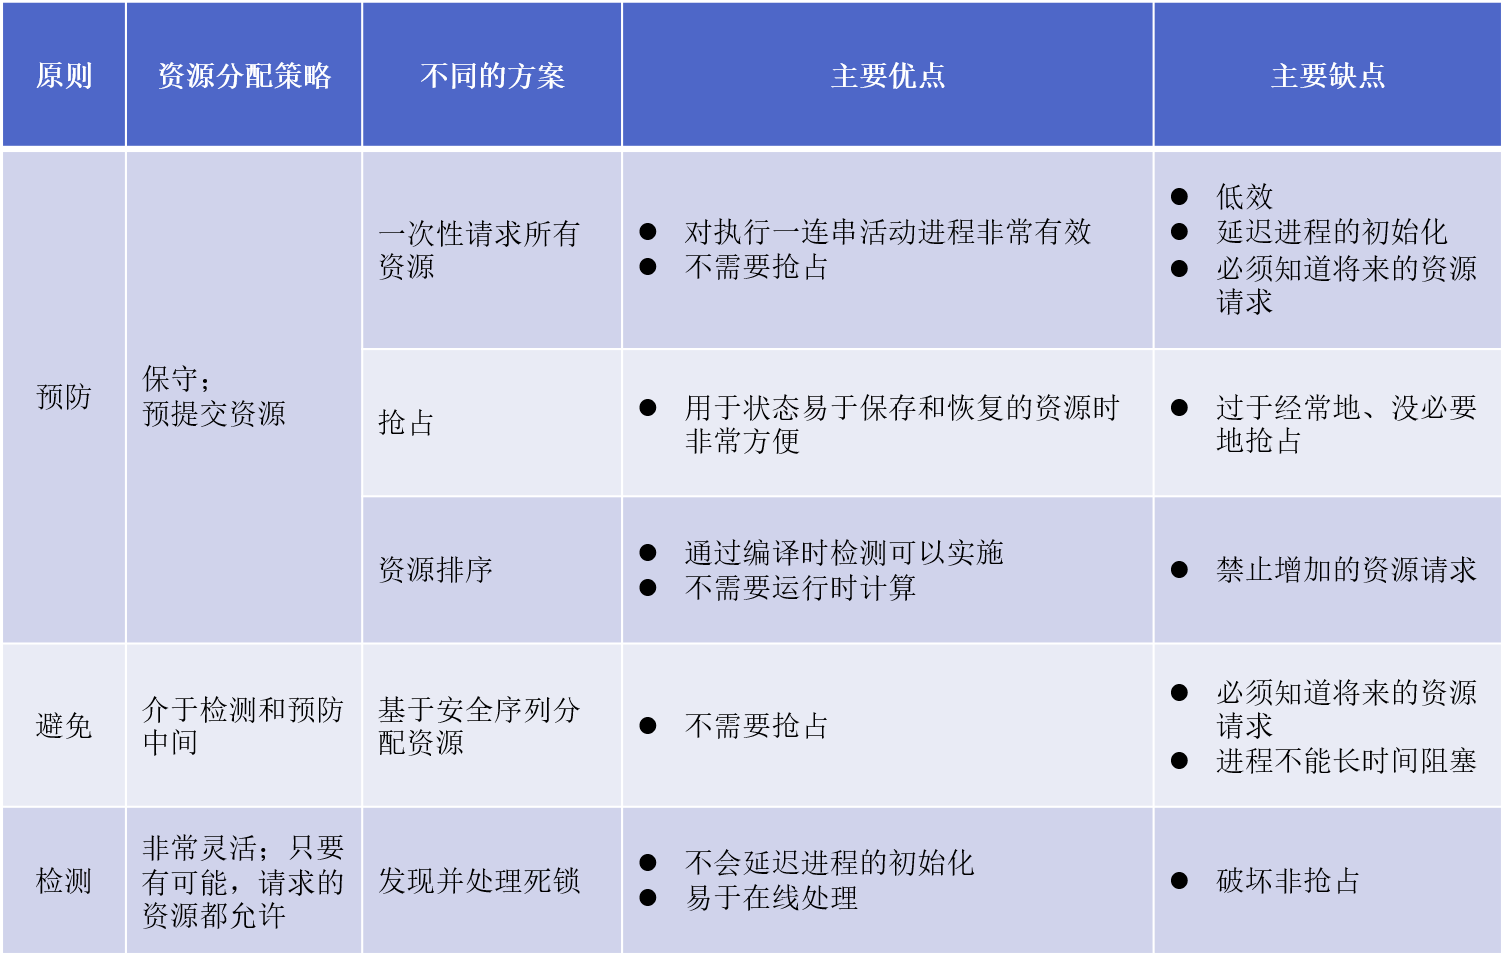 原则
资源分配策略
不同的方案
主要优点
主要缺点
预防
保守；
预提交资源
一次性请求所有
资源
● 对执行一连串活动进程非常有效
● 不需要抢占
● 低效
● 延迟进程的初始化
● 必须知道将来的资源
请求
抢占
● 用于状态易于保存和恢复的资源时
非常方便
● 过于经常地、没必要
地抢占
资源排序
● 通过编译时检测可以实施
● 不需要运行时计算
● 禁止增加的资源请求
避免
介于检测和预防
中间
基于安全序列分
配资源
● 不需要抢占
● 必须知道将来的资源
请求
● 进程不能长时间阻塞
检测
非常灵活；只要
有可能，请求的
资源都允许
发现并处理死锁
● 不会延迟进程的初始化
● 易于在线处理
● 破坏非抢占